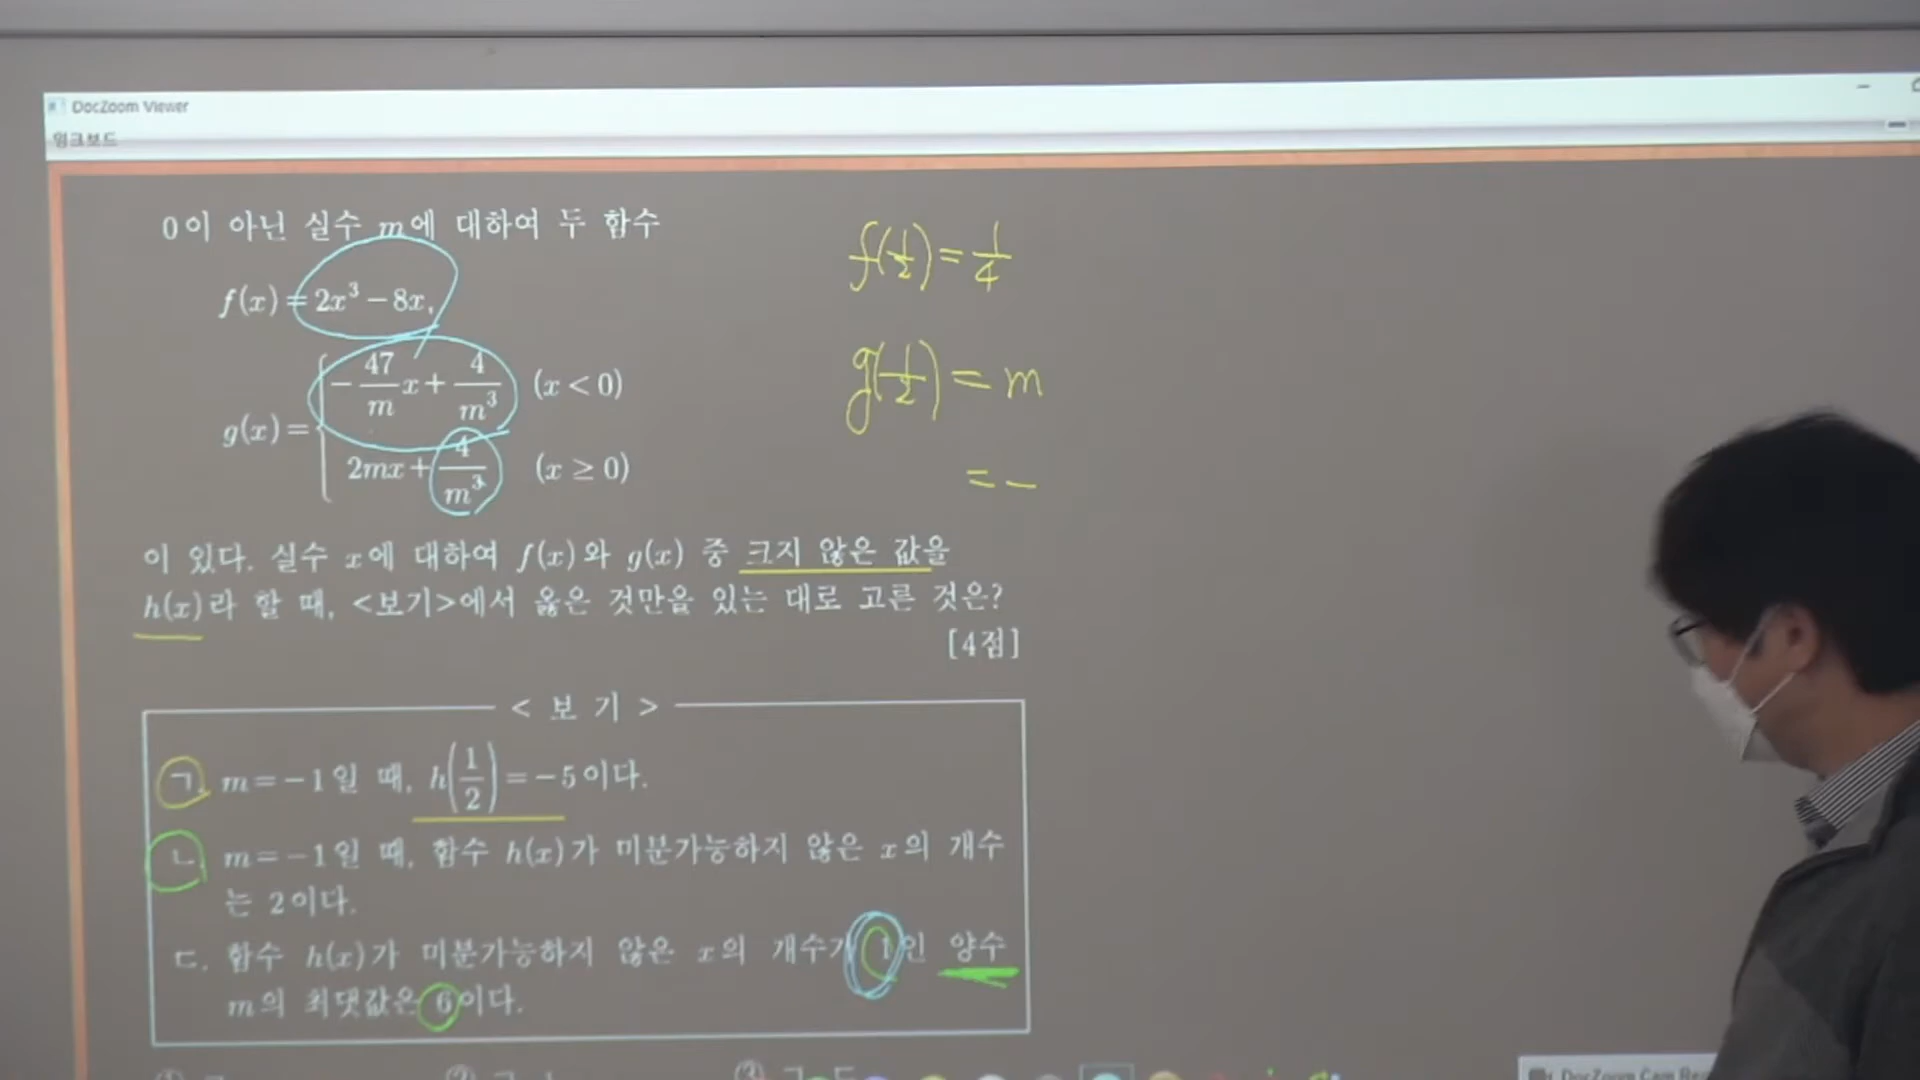 DocZoom Viewer
윙크보드
0이 아닌 실수 m에 대하여 두 함수
f(x) = 2x³ − 8x,
g(x) = { −47/m x + 4/m³ (x < 0)
2mx + 4/m³ (x ≥ 0)
이 있다. 실수 x에 대하여 f(x)와 g(x) 중 크지 않은 값을
h(x)라 할 때, <보기>에서 옳은 것만을 있는 대로 고른 것은?
[4점]
< 보 기 >
ㄱ. m = −1일 때, h(1/2) = −5이다.
ㄴ. m = −1일 때, 함수 h(x)가 미분가능하지 않은 x의 개수
는 2이다.
ㄷ. 함수 h(x)가 미분가능하지 않은 x의 개수가 1인 양수
m의 최댓값은 6이다.
f(1/2) = 1/4
g(1/2) = m
= −